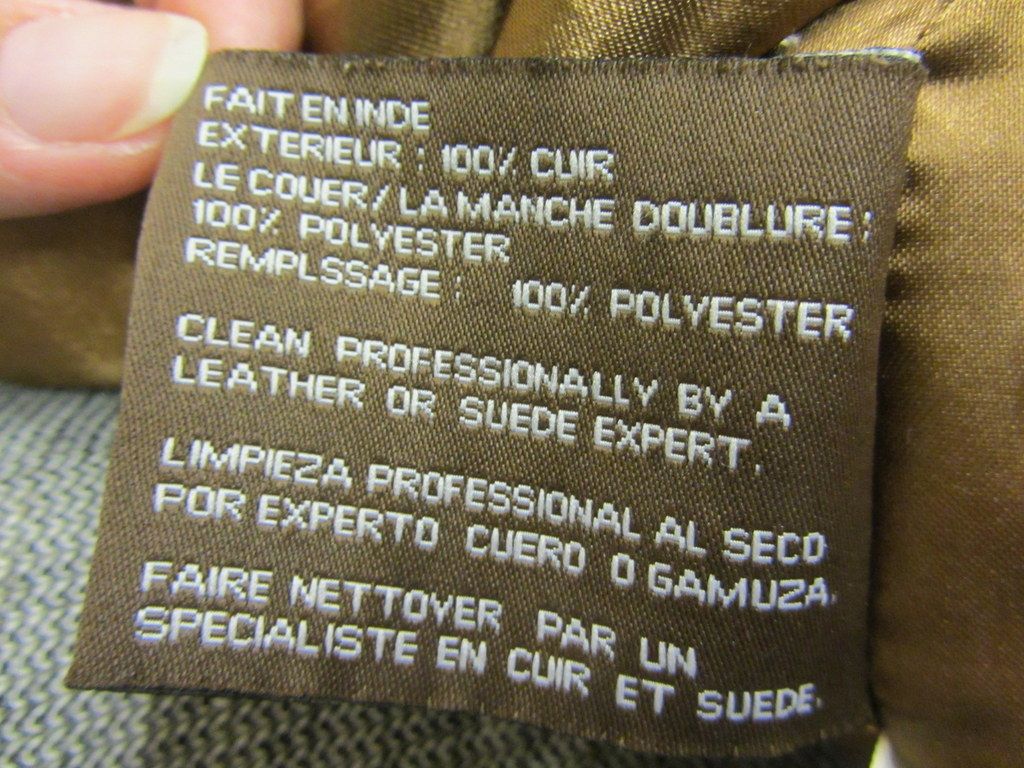 FAIT EN INDE
EXTERIEUR : 100% CUIR
LE COUER/ LA MANCHE DOUBLURE :
100% POLYESTER
REMPLSSAGE : 100% POLYESTER
CLEAN PROFESSIONALLY BY A
LEATHER OR SUEDE EXPERT.
LIMPIEZA PROFESSIONAL AL SECO
POR EXPERTO CUERO O GAMUZA.
FAIRE NETTOYER PAR UN
SPECIALISTE EN CUIR ET SUEDE.